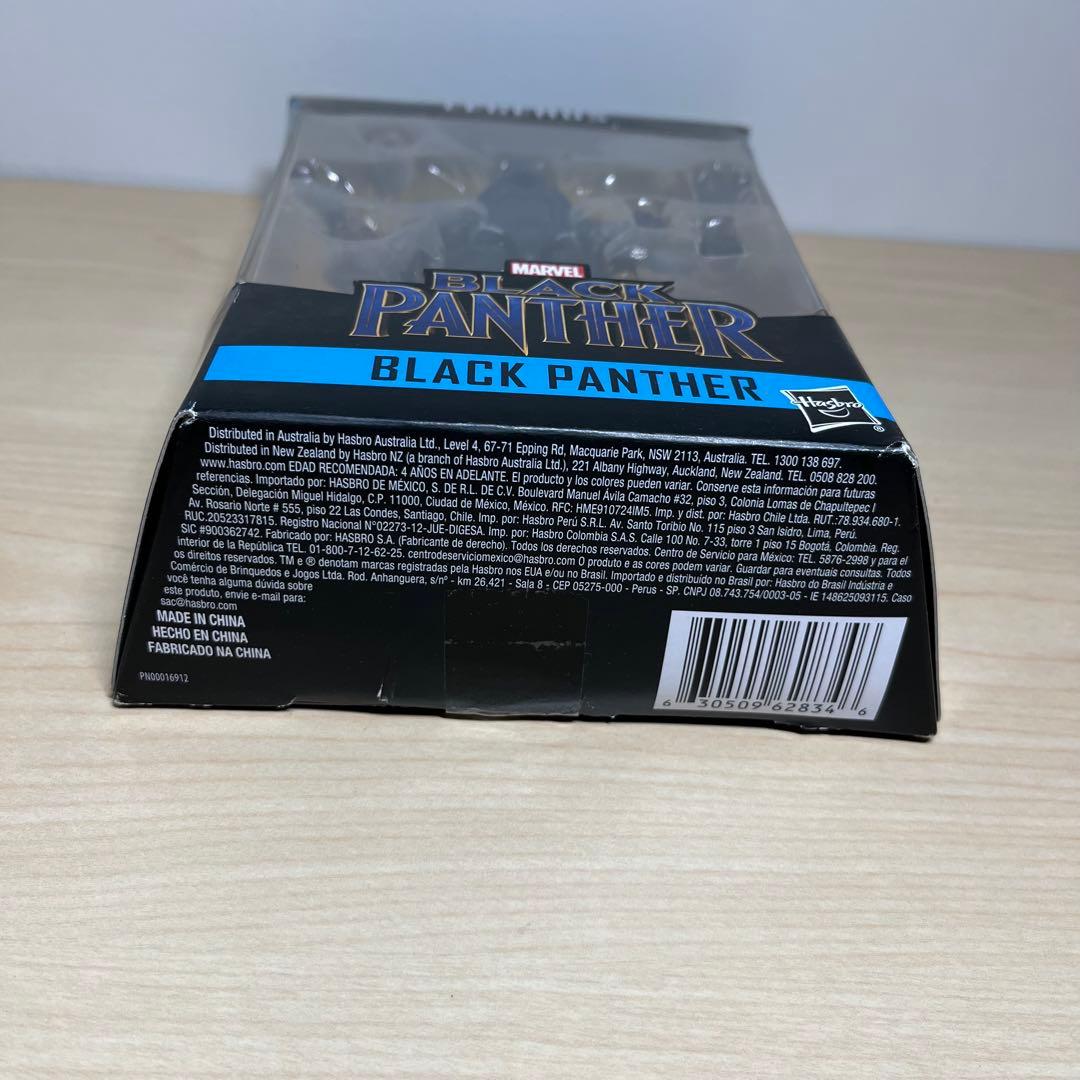 MARVEL
BLACK
PANTHER
BLACK PANTHER
Hasbro
®
Distributed in Australia by Hasbro Australia Ltd., Level 4, 67-71 Epping Rd, Macquarie Park, NSW 2113, Australia. TEL. 1300 138 697.
Distributed in New Zealand by Hasbro NZ (a branch of Hasbro Australia Ltd.), 221 Albany Highway, Auckland, New Zealand. TEL. 0508 828 200.
www.hasbro.com EDAD RECOMENDADA: 4 AÑOS EN ADELANTE. El producto y los colores pueden variar. Conserve esta información para futuras
referencias. Importado por: HASBRO DE MÉXICO, S. DE R.L. DE C.V. Boulevard Manuel Ávila Camacho #32, piso 3, Colonia Lomas de Chapultepec I
Sección, Delegación Miguel Hidalgo, C.P. 11000, Ciudad de México, México. RFC: HME910724IM5. Imp. y dist. por: Hasbro Chile Ltda. RUT.:78.934.680-1.
Av. Rosario Norte # 555, piso 22 Las Condes, Santiago, Chile. Imp. por: Hasbro Perú S.R.L. Av. Santo Toribio No. 115 piso 3 San Isidro, Lima, Perú.
RUC.20523317815. Registro Nacional N°02273-12-JUE-DIGESA. Imp. por: Hasbro Colombia S.A.S. Calle 100 No. 7-33, torre 1 piso 15 Bogotá. Colombia. Reg.
SIC #900362742. Fabricado por: HASBRO S.A. (Fabricante de derecho). Todos los derechos reservados. Centro de Servicio para México: TEL. 5876-2998 y para el
interior de la República TEL. 01-800-7-12-62-25. centrodeserviciomexico@hasbro.com O produto e as cores podem variar. Guardar para eventuais consultas. Todos
os direitos reservados. TM e ® denotam marcas registradas pela Hasbro nos EUA e/ou no Brasil. Importado e distribuído no Brasil por: Hasbro do Brasil Indústria e
Comércio de Brinquedos e Jogos Ltda. Rod. Anhanguera, s/nº - km 26,421 - Sala 8 - CEP 05275-000 - Perus - SP. CNPJ 08.743.754/0003-05 - IE 148625093115. Caso
você tenha alguma dúvida sobre
este produto, envie e-mail para:
sac@hasbro.com
MADE IN CHINA
HECHO EN CHINA
FABRICADO NA CHINA
PN00016912
6 30509 62834 6